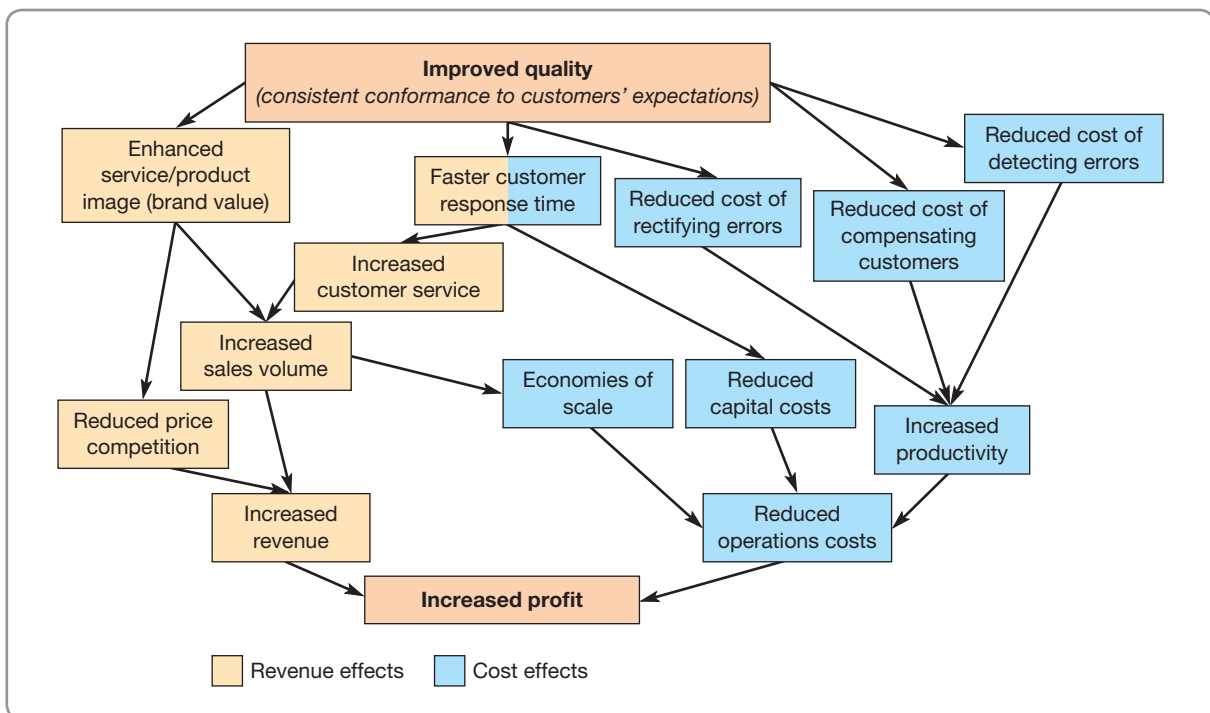 Improved quality
(consistent conformance to customers’ expectations)
Enhanced
service/product
image (brand value)
Faster customer
response time
Reduced cost of
rectifying errors
Reduced cost of
compensating
customers
Reduced cost of
detecting errors
Increased
customer service
Increased
sales volume
Economies of
scale
Reduced
capital costs
Reduced price
competition
Increased
productivity
Increased
revenue
Reduced
operations costs
Increased profit
Revenue effects
Cost effects